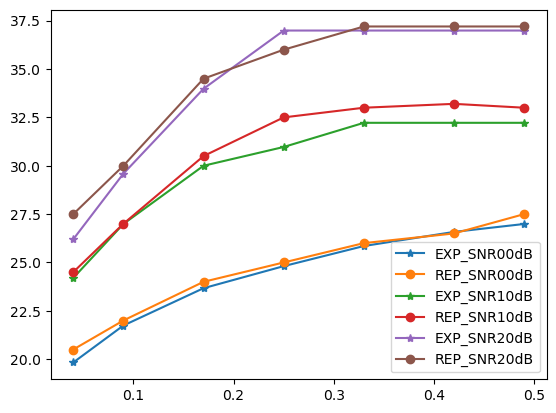 37.5
35.0
32.5
30.0
27.5
25.0
22.5
20.0
0.1 0.2 0.3 0.4 0.5
EXP_SNR00dB
REP_SNR00dB
EXP_SNR10dB
REP_SNR10dB
EXP_SNR20dB
REP_SNR20dB